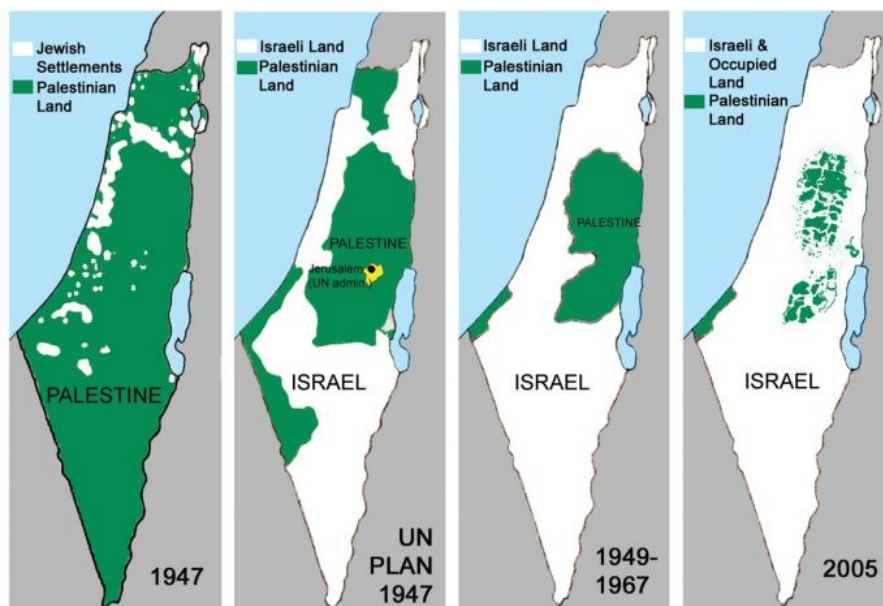 Jewish
Settlements
Palestinian
Land
PALESTINE
1947
Israeli Land
Palestinian
Land
PALESTINE
Jerusalem
(UN admin.)
ISRAEL
UN
PLAN
1947
Israeli Land
Palestinian
Land
PALESTINE
ISRAEL
1949-
1967
Israeli &
Occupied
Land
Palestinian
Land
ISRAEL
2005